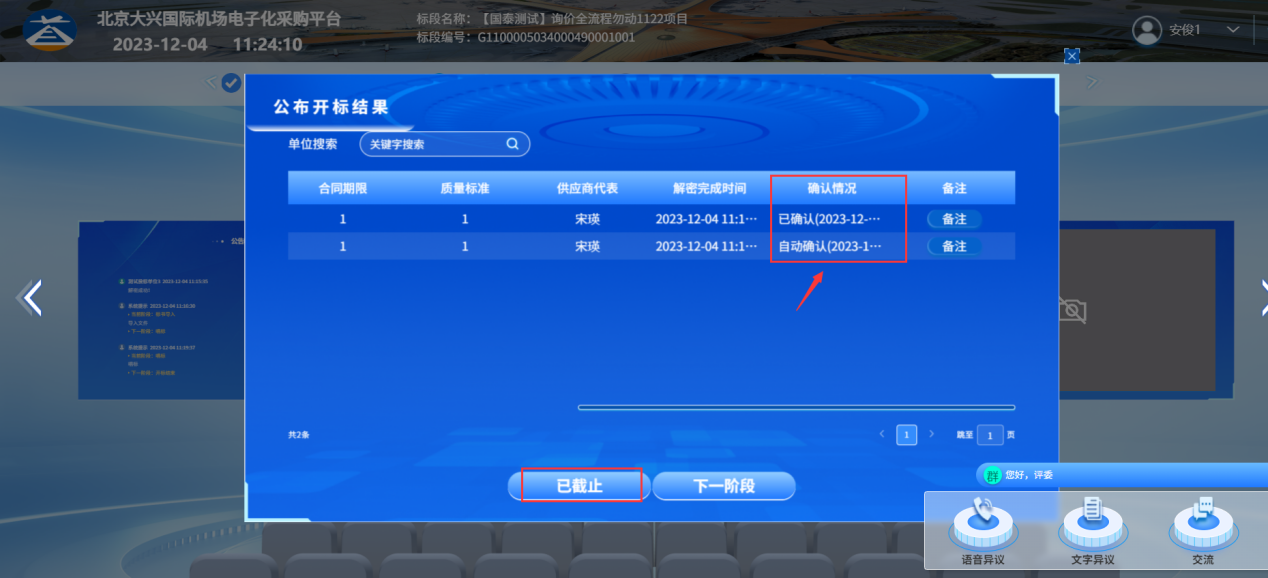 北京大兴国际机场电子化采购平台
2023-12-04 11:24:10
标段名称：【国泰测试】询价全流程勿动1122项目
标段编号：G1100005034000490001001
安俊1
公布开标结果
单位搜索 关键字搜索
合同期限 质量标准 供应商代表 解密完成时间 确认情况 备注
1 1 宋瑛 2023-12-04 11:1··· 已确认(2023-12-··· 备注
1 1 宋瑛 2023-12-04 11:1··· 自动确认(2023-1··· 备注
共2条
1
跳至 1 页
已截止
下一阶段
群 您好，评委
语音异议 文字异议 交流